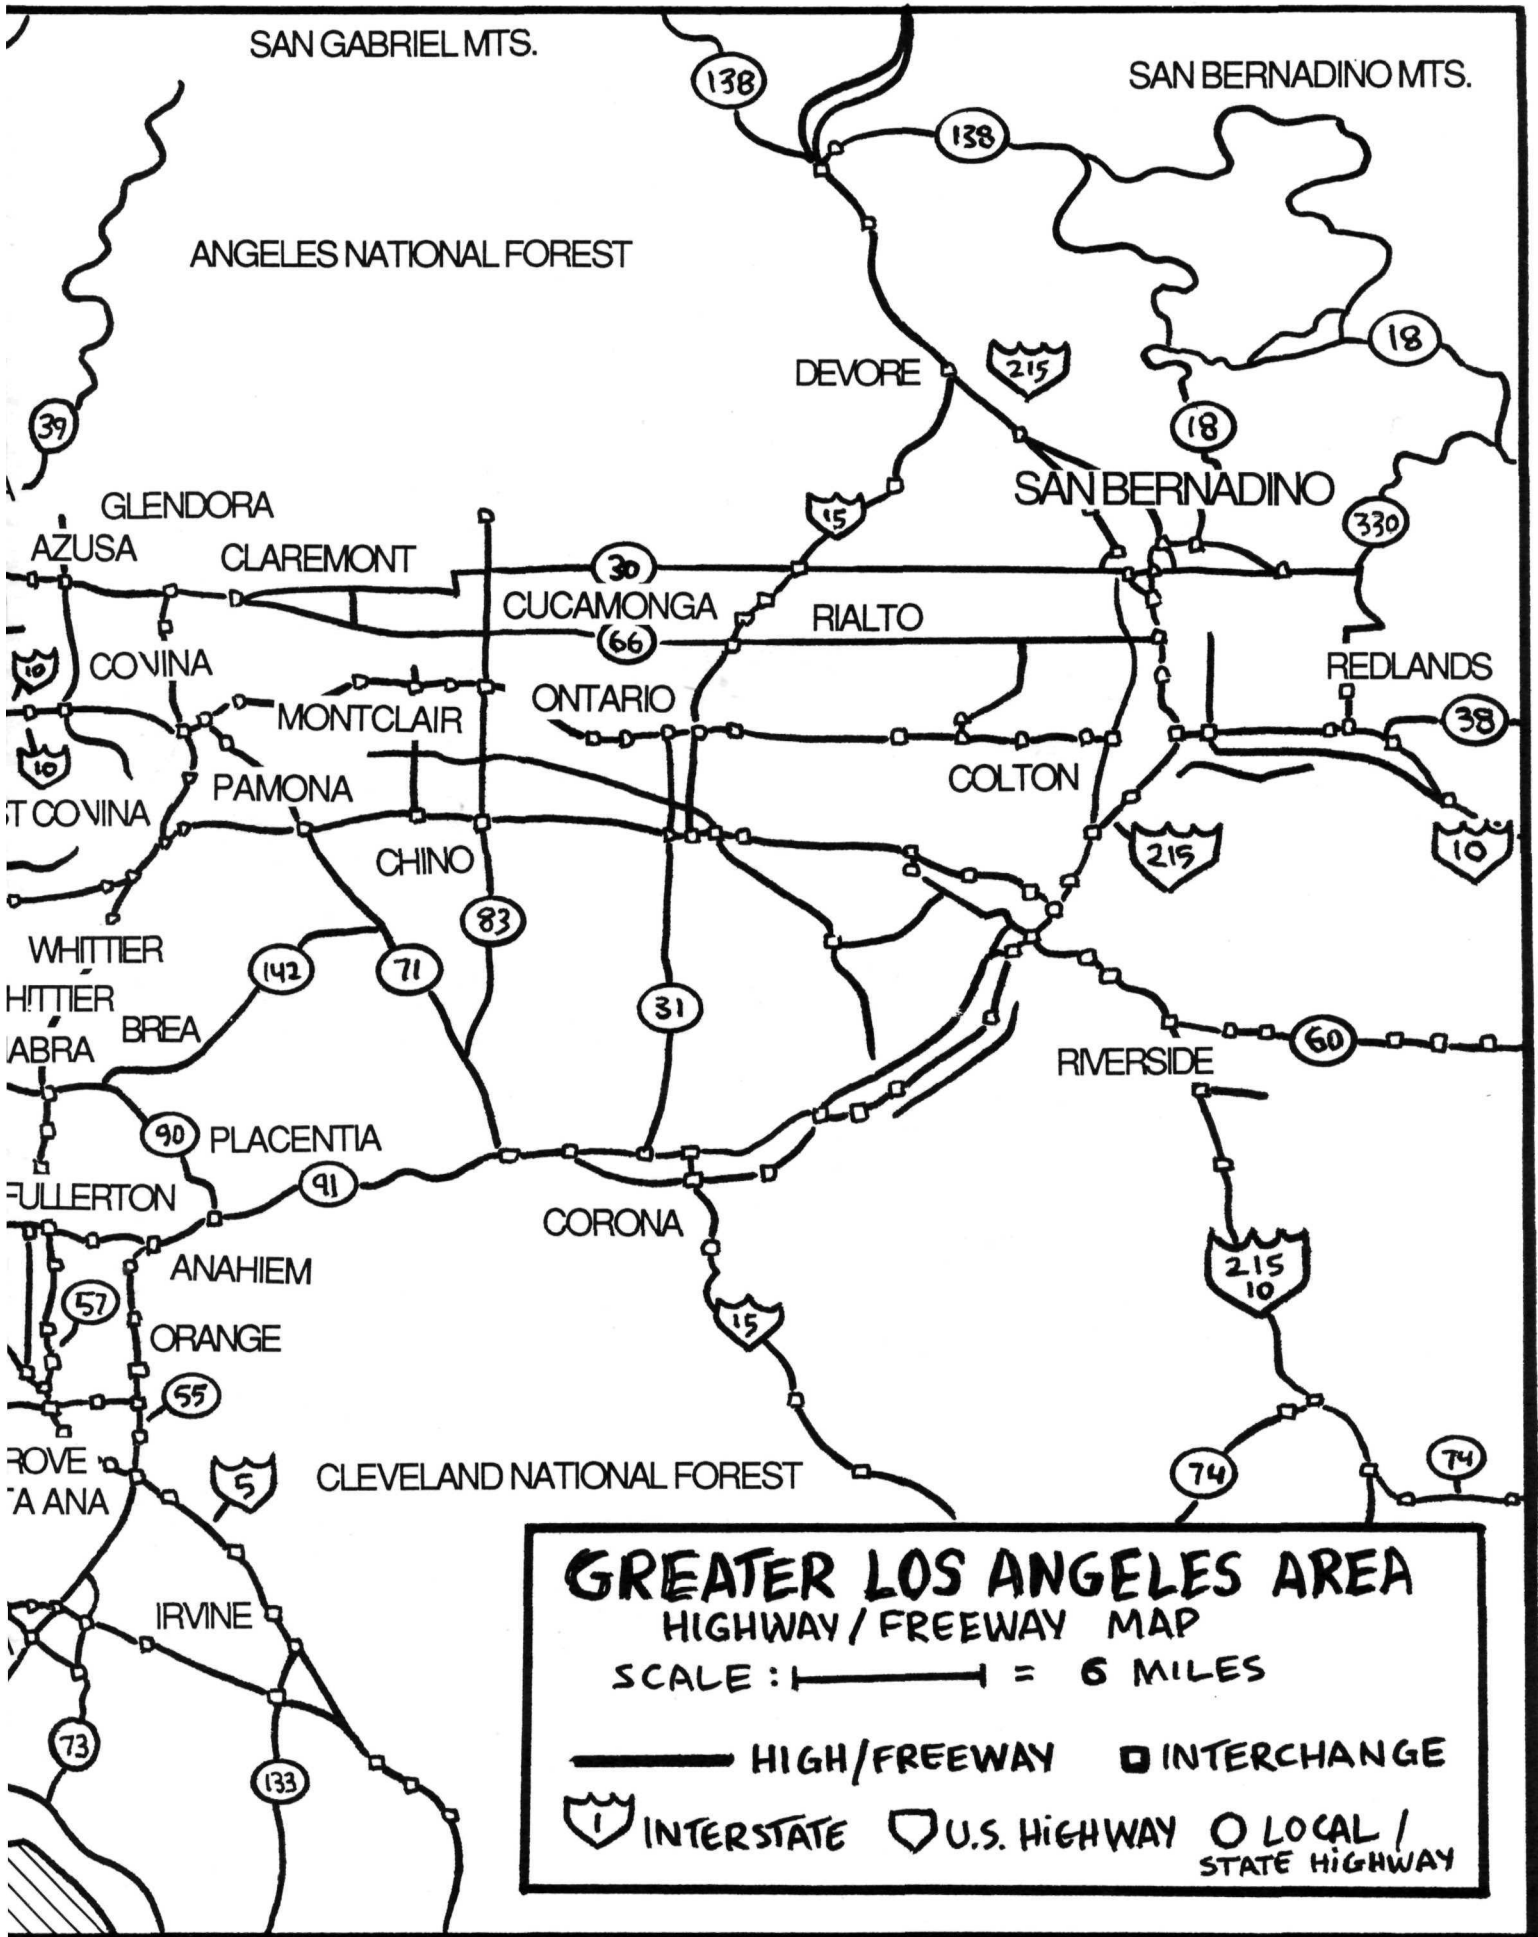 SAN GABRIEL MTS.
138
SAN BERNADINO MTS.
138
ANGELES NATIONAL FOREST
DEVORE
215
18
18
39
SAN BERNADINO
GLENDORA
15
330
AZUSA
CLAREMONT
30
CUCAMONGA
RIALTO
66
10
COVINA
REDLANDS
ONTARIO
MONTCLAIR
38
10
PAMONA
COLTON
T COVINA
CHINO
215
10
83
WHITTIER
142
71
HITTIER
31
BREA
ABRA
60
RIVERSIDE
90
PLACENTIA
91
FULLERTON
CORONA
ANAHIEM
215
10
57
15
ORANGE
55
ROVE
5
CLEVELAND NATIONAL FOREST
74
74
TA ANA
GREATER LOS ANGELES AREA
IRVINE
HIGHWAY/FREEWAY MAP
SCALE: = 6 MILES
73
133
HIGH/FREEWAY INTERCHANGE
1 INTERSTATE U.S. HIGHWAY LOCAL /
STATE HIGHWAY